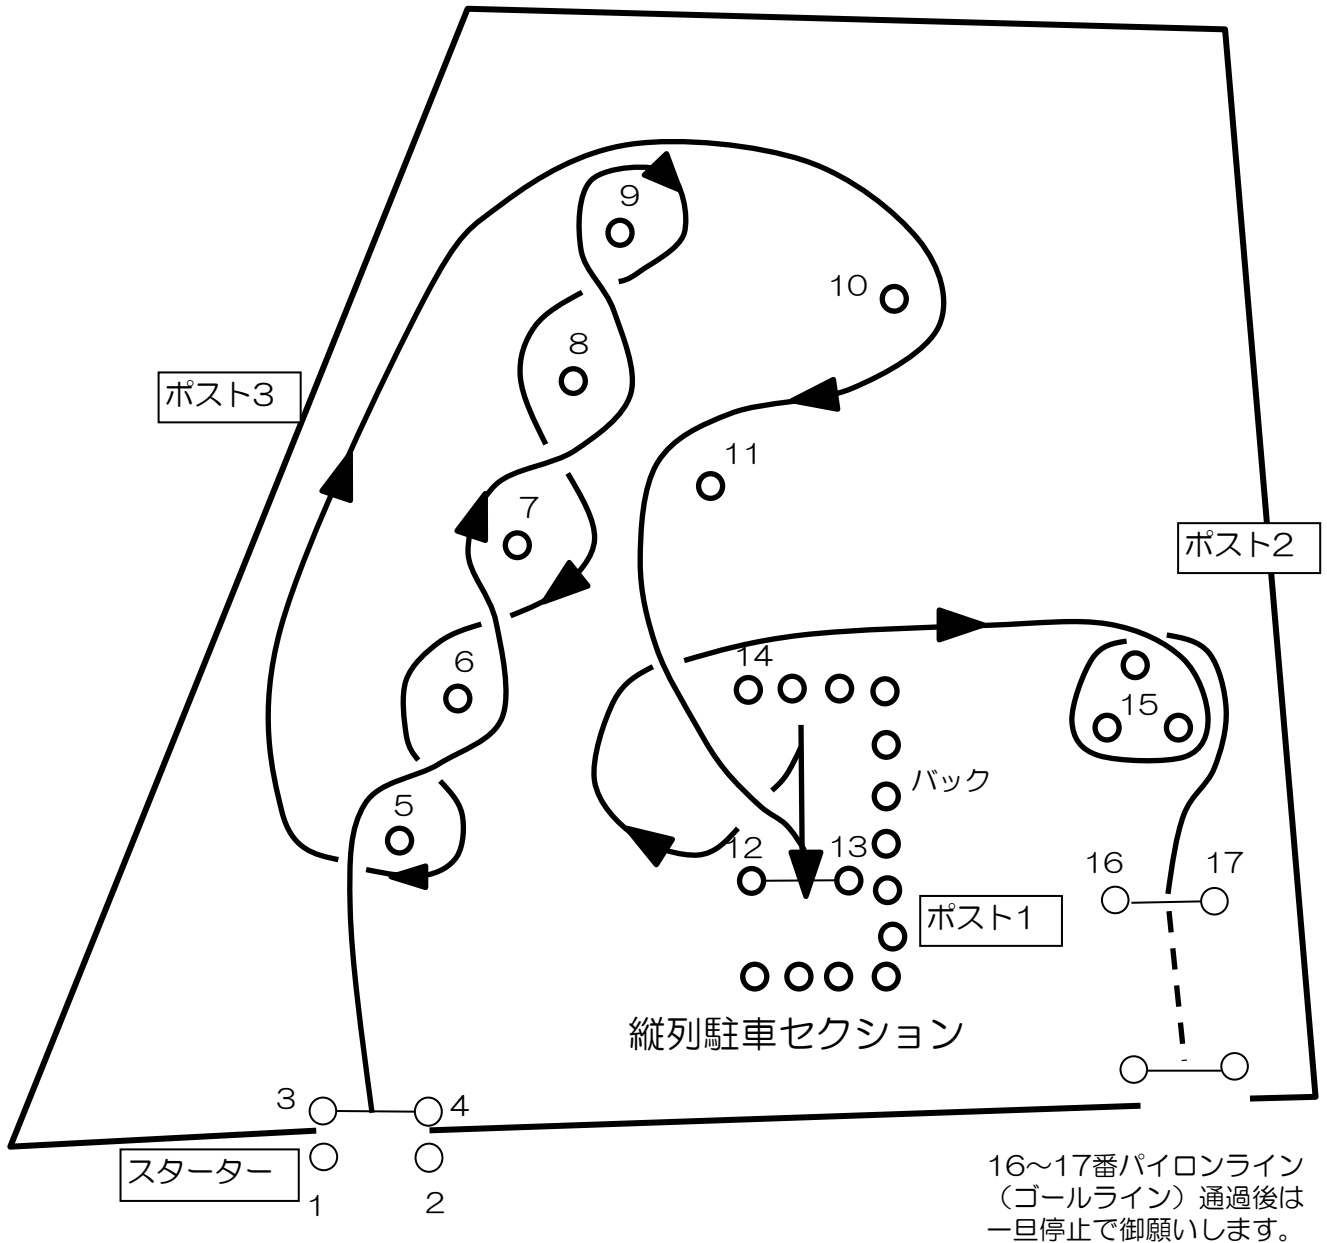 9
10
8
ポスト3
11
7
ポスト2
6
14
15
バック
5
12
13
16
17
ポスト1
縦列駐車セクション
3
4
スターター
1
2
16～17番パイロンライン
（ゴールライン）通過後は
一旦停止で御願いします。